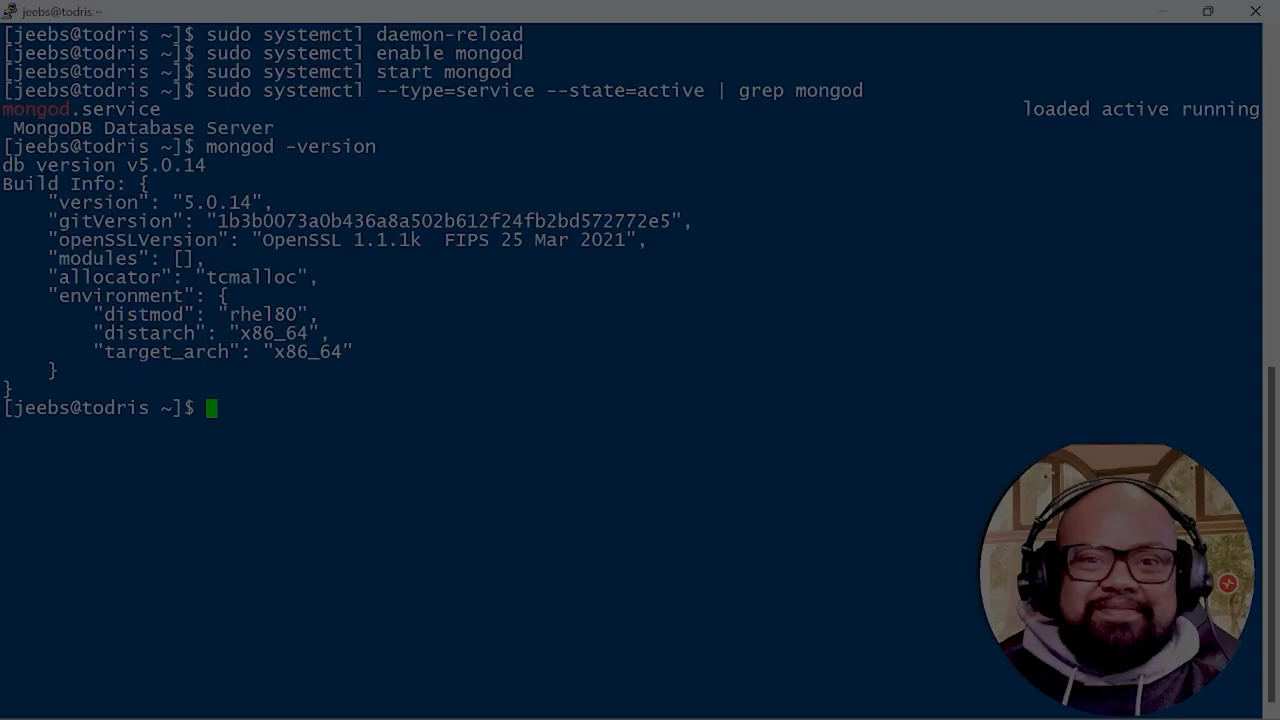 jeebs@todris:~
[jeebs@todris ~]$ sudo systemctl daemon-reload
[jeebs@todris ~]$ sudo systemctl enable mongod
[jeebs@todris ~]$ sudo systemctl start mongod
[jeebs@todris ~]$ sudo systemctl --type=service --state=active | grep mongod
mongod.service loaded active running
MongoDB Database Server
[jeebs@todris ~]$ mongod -version
db version v5.0.14
Build Info: {
"version": "5.0.14",
"gitVersion": "1b3b0073a0b436a8a502b612f24fb2bd572772e5",
"openSSLVersion": "OpenSSL 1.1.1k  FIPS 25 Mar 2021",
"modules": [],
"allocator": "tcmalloc",
"environment": {
"distmod": "rhel80",
"distarch": "x86_64",
"target_arch": "x86_64"
}
}
[jeebs@todris ~]$